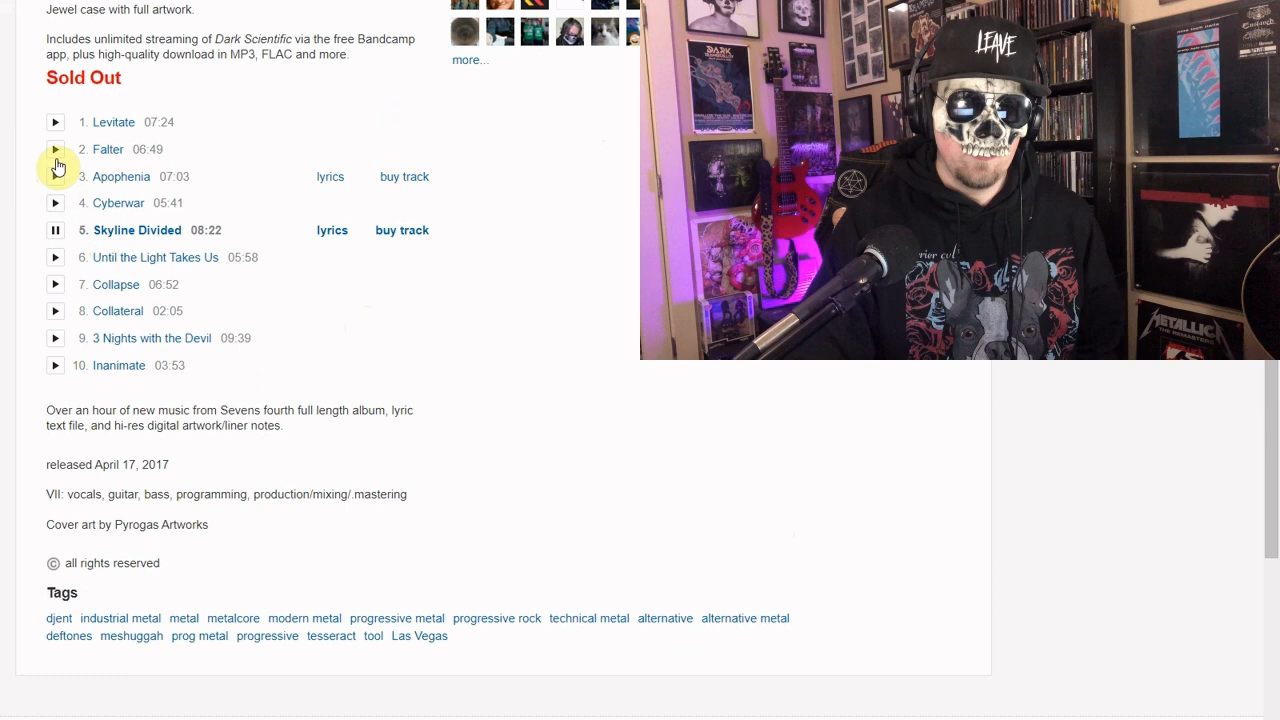 Jewel case with full artwork.
Includes unlimited streaming of Dark Scientific via the free Bandcamp
app, plus high-quality download in MP3, FLAC and more.
Sold Out
more...
1. Levitate 07:24
2. Falter 06:49
3. Apophenia 07:03 lyrics buy track
4. Cyberwar 05:41
5. Skyline Divided 08:22 lyrics buy track
6. Until the Light Takes Us 05:58
7. Collapse 06:52
8. Collateral 02:05
9. 3 Nights with the Devil 09:39
10. Inanimate 03:53
Over an hour of new music from Sevens fourth full length album, lyric
text file, and hi-res digital artwork/liner notes.
released April 17, 2017
VII: vocals, guitar, bass, programming, production/mixing/.mastering
Cover art by Pyrogas Artworks
© all rights reserved
Tags
djent industrial metal metal metalcore modern metal progressive metal progressive rock technical metal alternative alternative metal
deftones meshuggah prog metal progressive tesseract tool Las Vegas
LEAVE
DARK
TRANQUILLITY
rier cul
METALLICA
THE REMASTERS